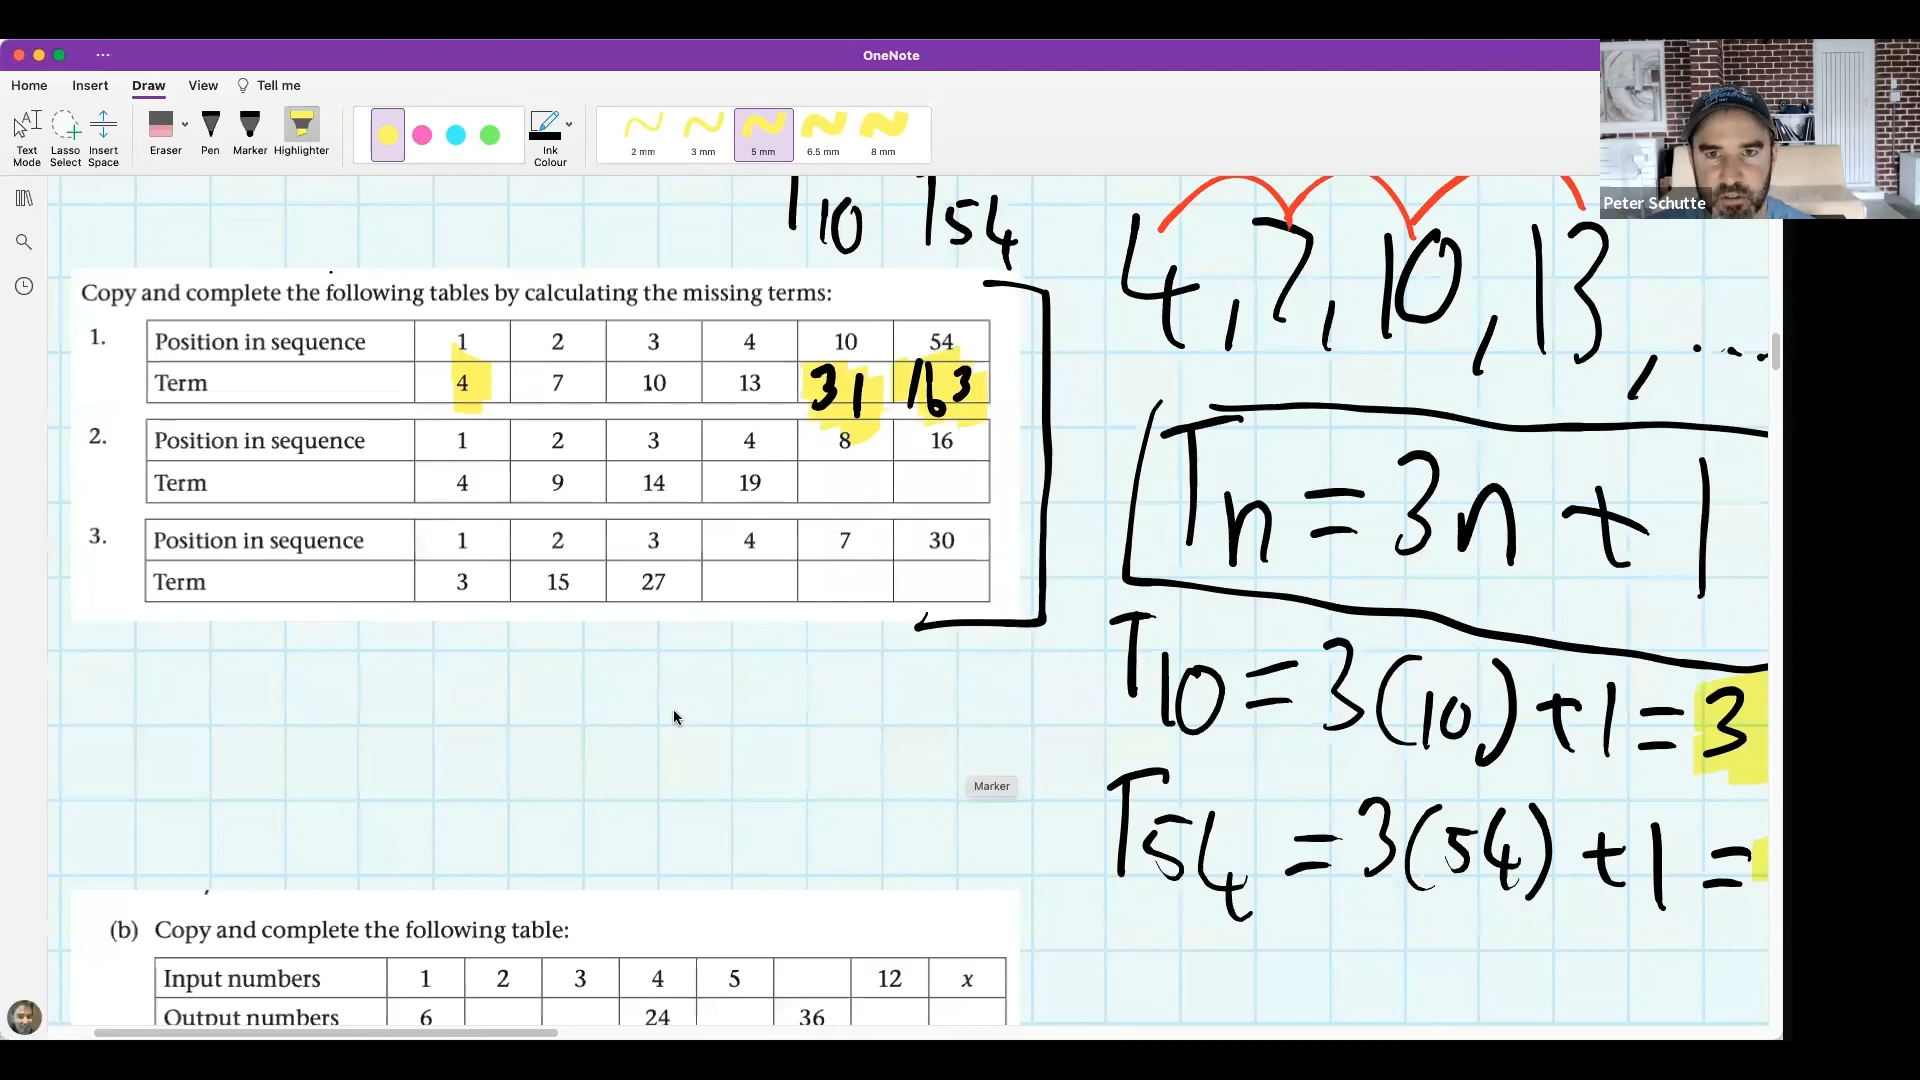 OneNote
Home Insert Draw View Tell me
Text Mode
Lasso Select
Insert Space
Eraser
Pen
Marker
Highlighter
Ink Colour
2 mm 3 mm 5 mm 6.5 mm 8 mm
Peter Schutte
T10 T54
4, 7, 10, 13, ....
Copy and complete the following tables by calculating the missing terms:
1. Position in sequence 1 2 3 4 10 54
Term 4 7 10 13 31 163
2. Position in sequence 1 2 3 4 8 16
Term 4 9 14 19
3. Position in sequence 1 2 3 4 7 30
Term 3 15 27
Tn = 3n + 1
T10 = 3(10) + 1 = 3
T54 = 3(54) + 1 =
Marker
(b) Copy and complete the following table:
Input numbers 1 2 3 4 5 12 x
Output numbers 6 24 36